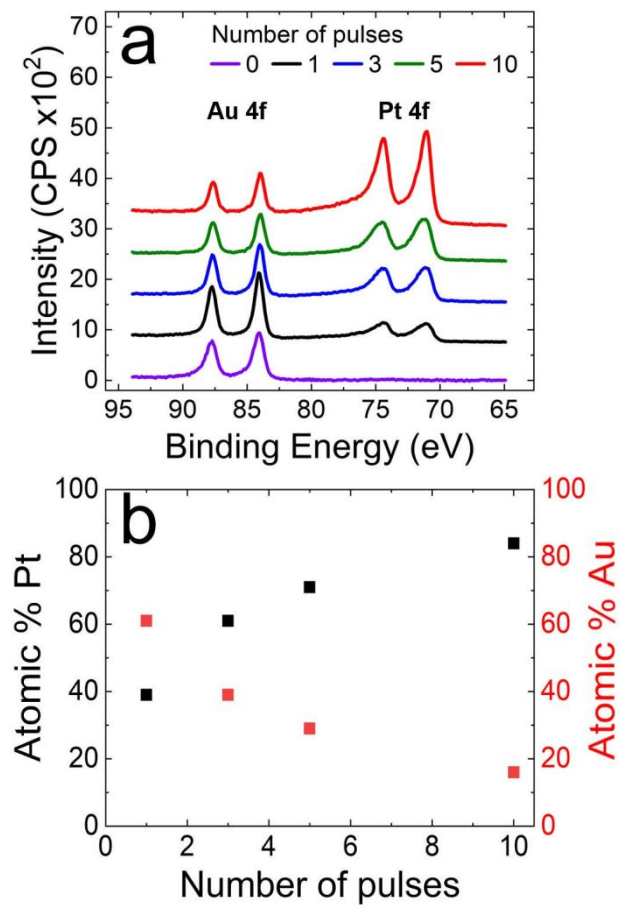 a
Number of pulses
0 1 3 5 10
Au 4f Pt 4f
70
60
50
40
30
20
10
0
Intensity (CPS x10²)
95 90 85 80 75 70 65
Binding Energy (eV)
b
100
80
60
40
20
0
Atomic % Pt
100
80
60
40
20
0
Atomic % Au
0 2 4 6 8 10
Number of pulses